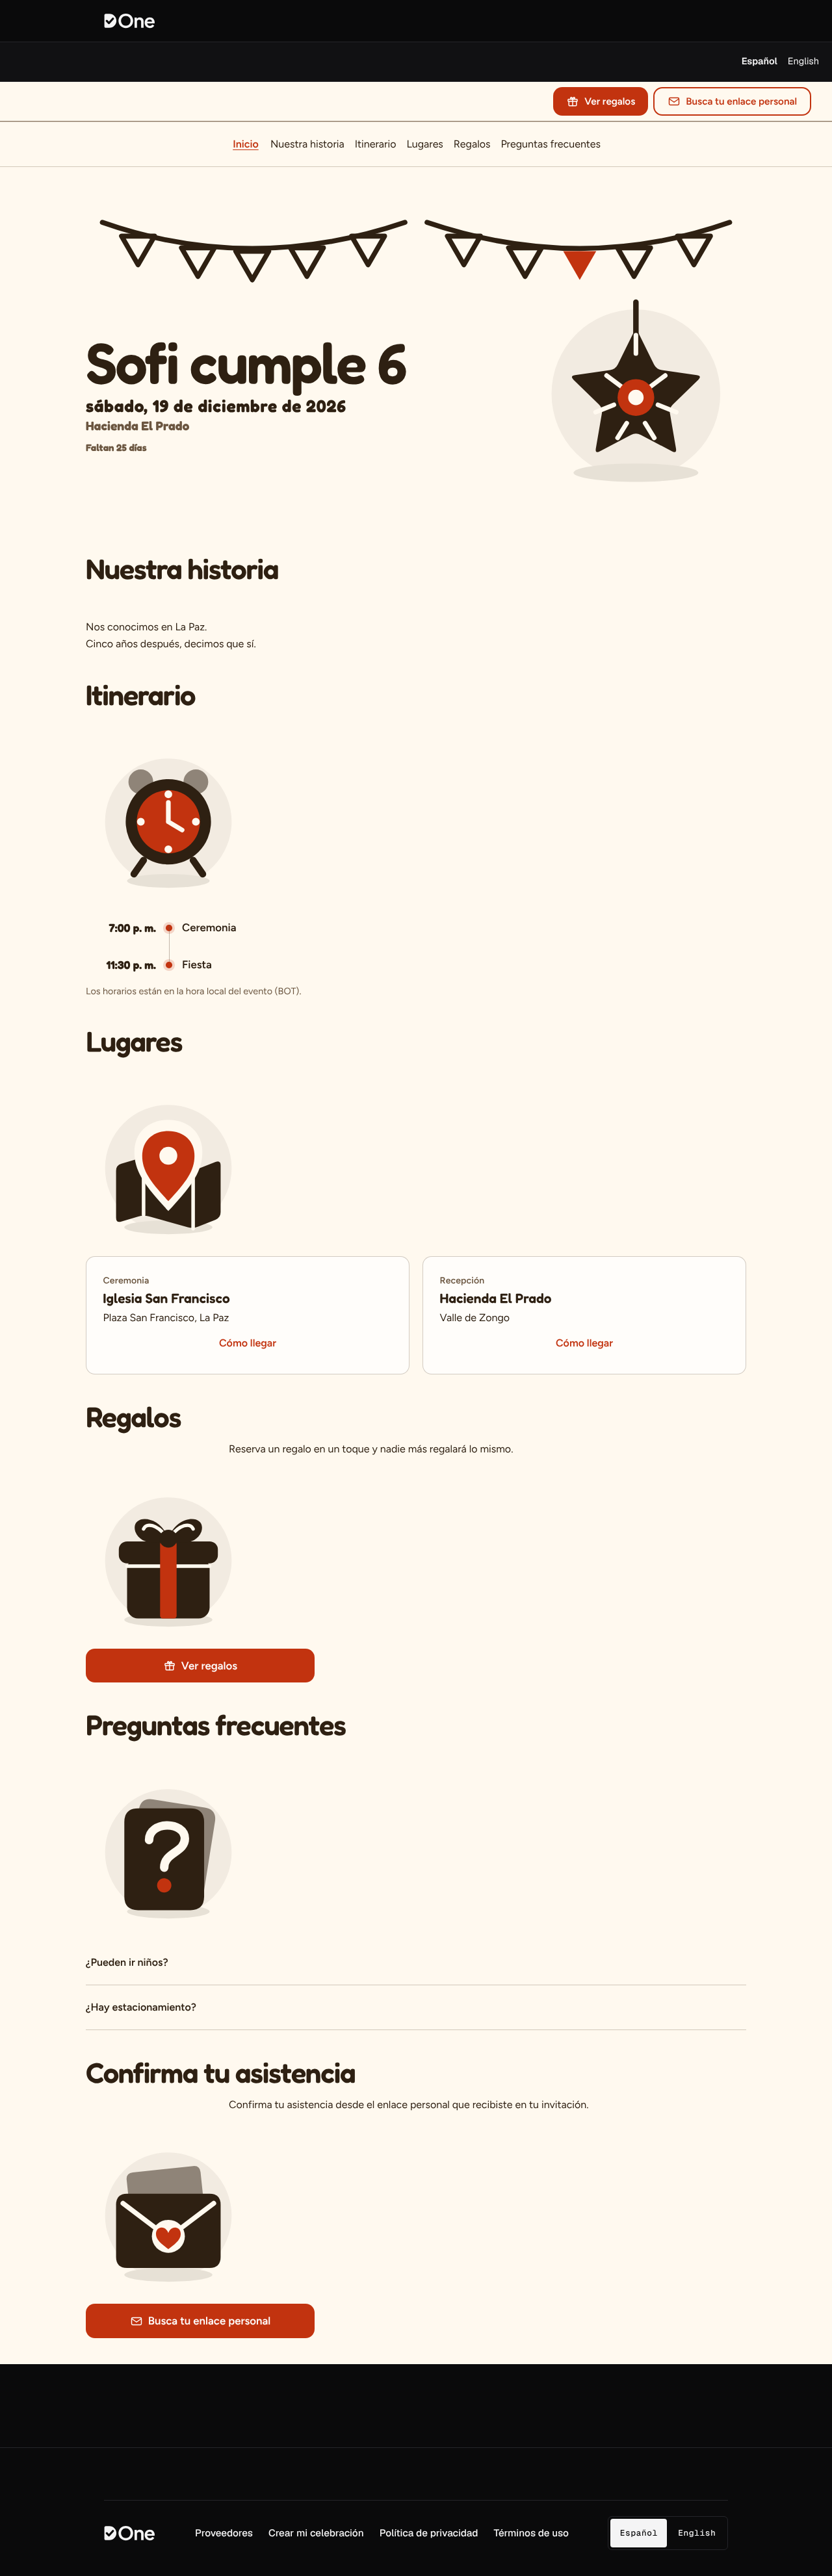 One
Español English
Ver regalos Busca tu enlace personal
Inicio Nuestra historia Itinerario Lugares Regalos Preguntas frecuentes
Sofi cumple 6
sábado, 19 de diciembre de 2026
Hacienda El Prado
Faltan 25 días
Nuestra historia
Nos conocimos en La Paz.
Cinco años después, decimos que sí.
Itinerario
7:00 p. m. Ceremonia
11:30 p. m. Fiesta
Los horarios están en la hora local del evento (BOT).
Lugares
Ceremonia
Iglesia San Francisco
Plaza San Francisco, La Paz
Cómo llegar
Recepción
Hacienda El Prado
Valle de Zongo
Cómo llegar
Regalos
Reserva un regalo en un toque y nadie más regalará lo mismo.
Ver regalos
Preguntas frecuentes
?
¿Pueden ir niños?
¿Hay estacionamiento?
Confirma tu asistencia
Confirma tu asistencia desde el enlace personal que recibiste en tu invitación.
Busca tu enlace personal
One Proveedores Crear mi celebración Política de privacidad Términos de uso Español English